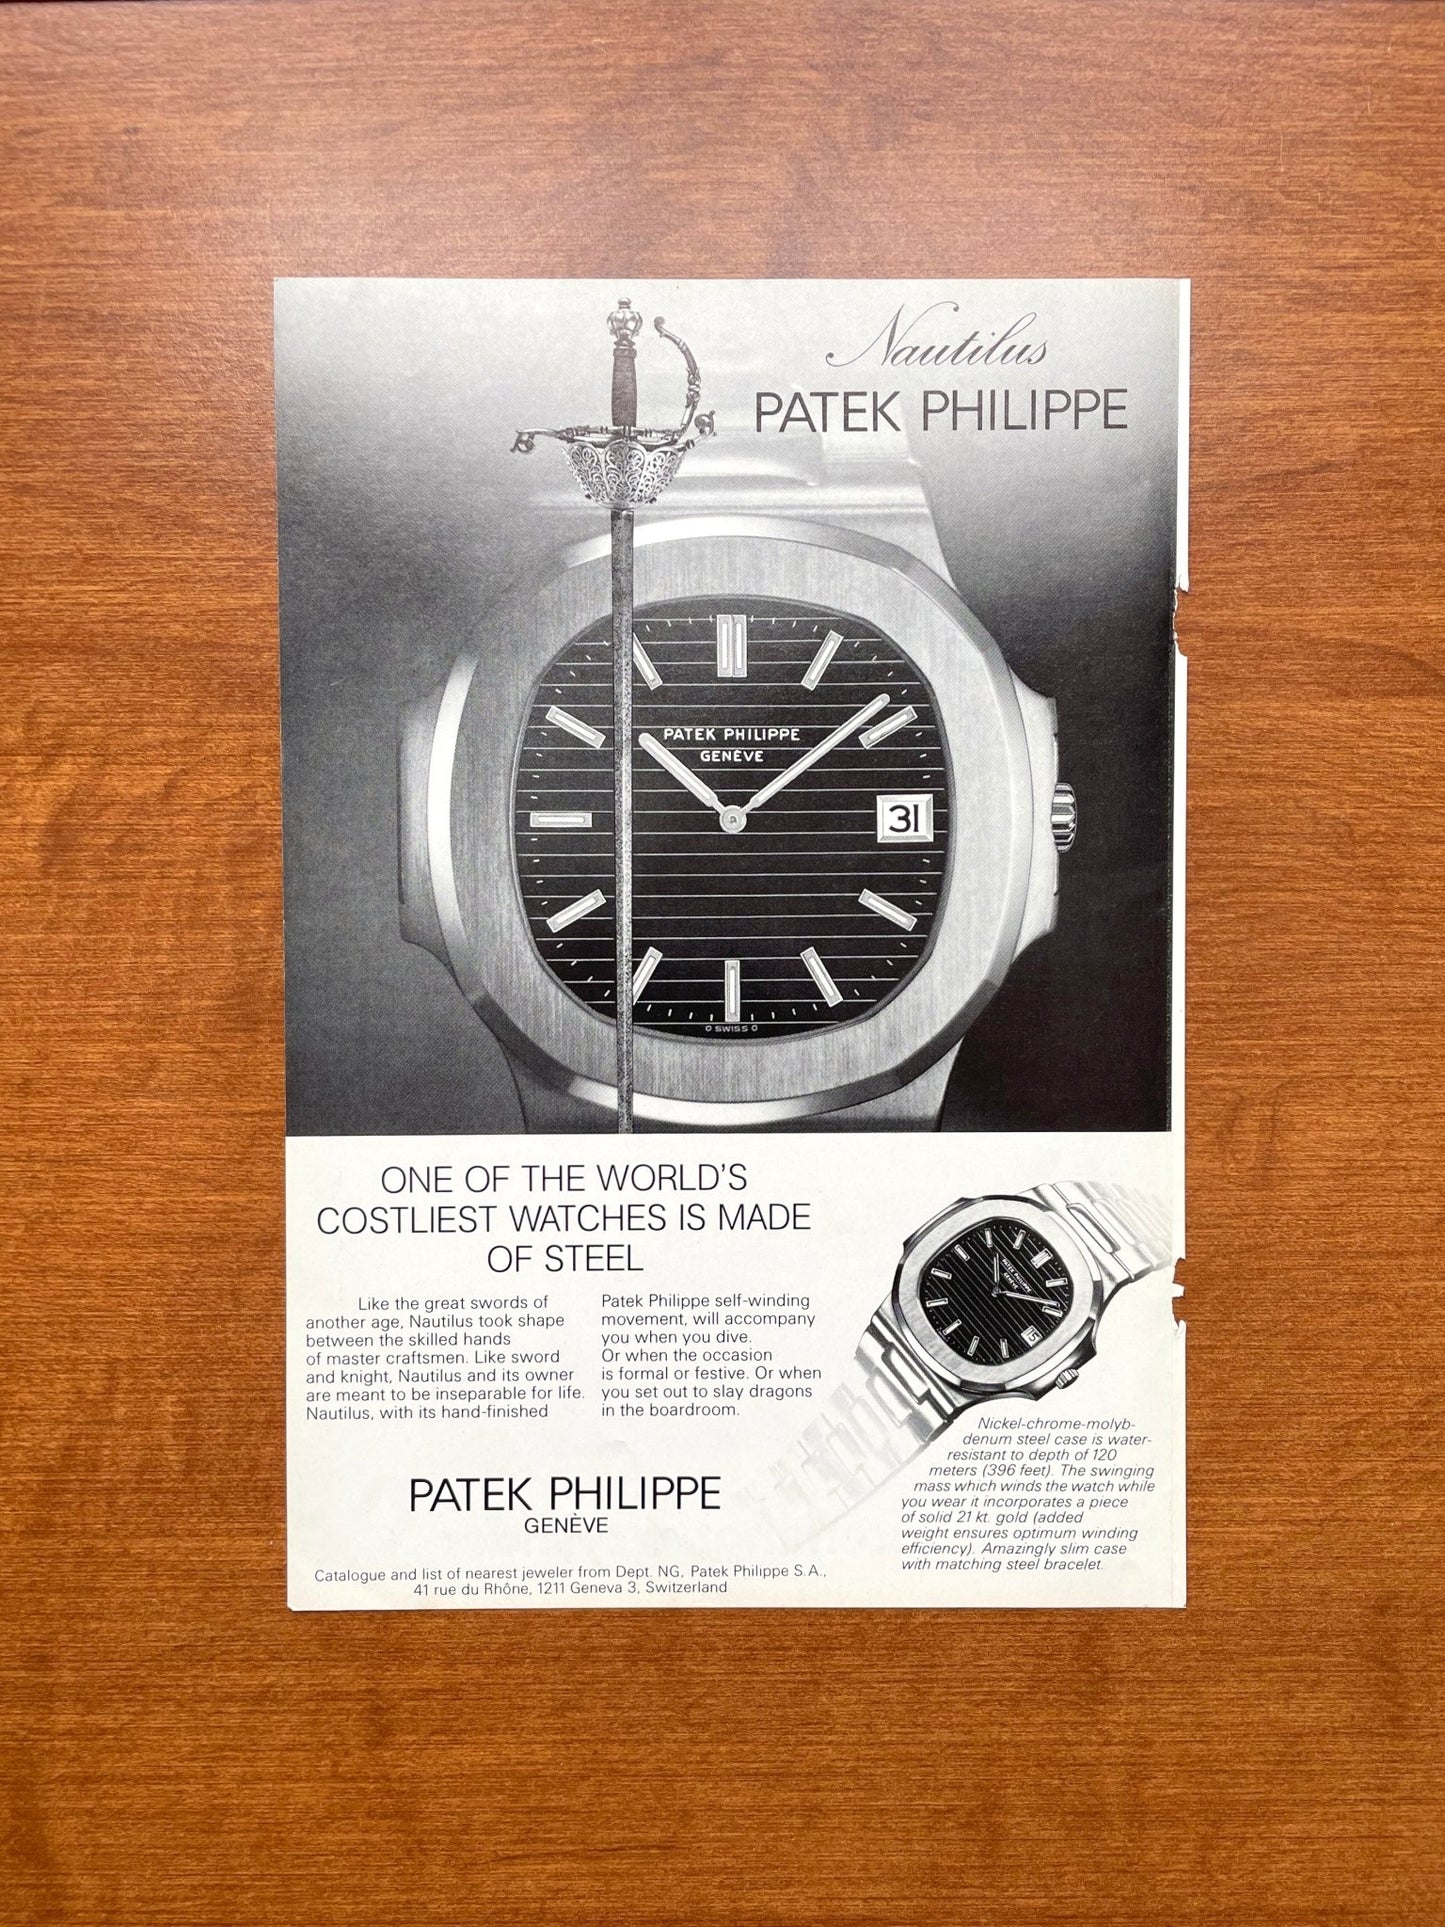 Nautilus
PATEK PHILIPPE
PATEK PHILIPPE
GENÈVE
31
SWISS
ONE OF THE WORLD'S
COSTLIEST WATCHES IS MADE
OF STEEL
Like the great swords of
another age, Nautilus took shape
between the skilled hands
of master craftsmen. Like sword
and knight, Nautilus and its owner
are meant to be inseparable for life.
Nautilus, with its hand-finished
Patek Philippe self-winding
movement, will accompany
you when you dive.
Or when the occasion
is formal or festive. Or when
you set out to slay dragons
in the boardroom.
PATEK PHILIPPE
GENÈVE
15
Nickel-chrome-molyb-
denum steel case is water-
resistant to depth of 120
meters (396 feet). The swinging
mass which winds the watch while
you wear it incorporates a piece
of solid 21 kt. gold (added
weight ensures optimum winding
efficiency). Amazingly slim case
with matching steel bracelet.
PATEK PHILIPPE
GENÈVE
Catalogue and list of nearest jeweler from Dept. NG, Patek Philippe S.A.,
41 rue du Rhône, 1211 Geneva 3, Switzerland